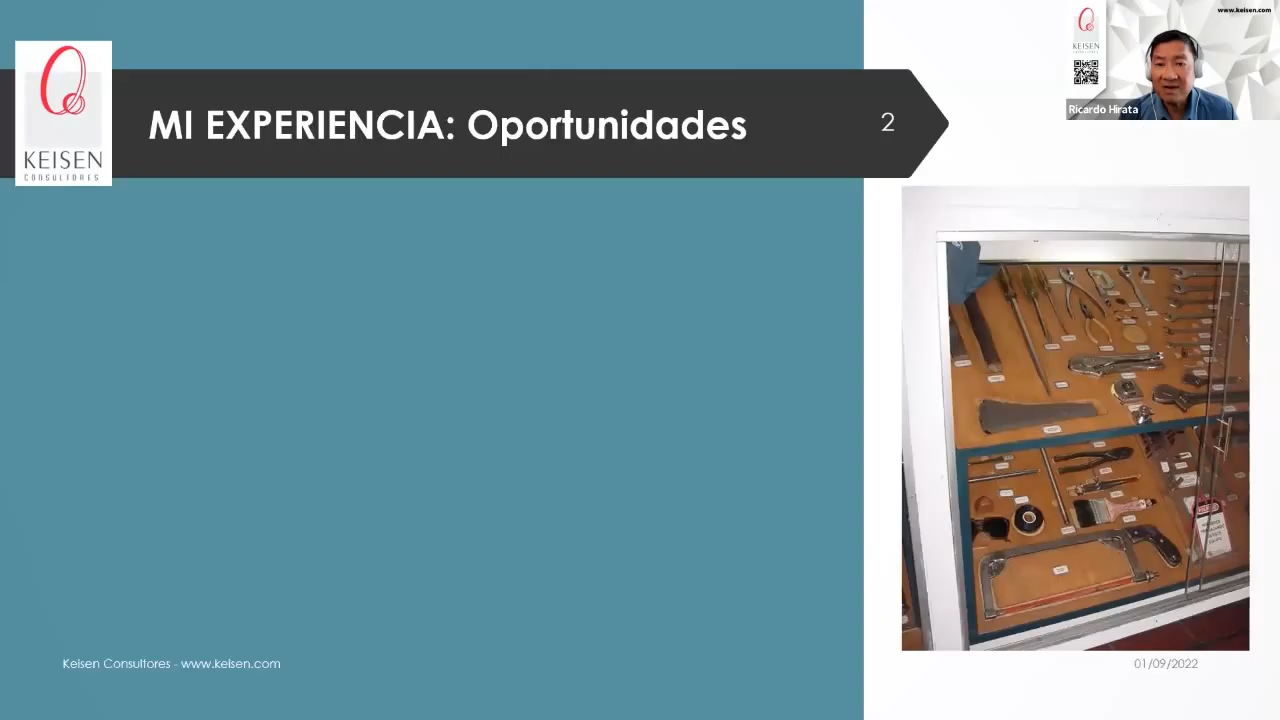 www.keisen.com
KEISEN
CONSULTORES
Ricardo Hirata
KEISEN
CONSULTORES
MI EXPERIENCIA: Oportunidades
2
Keisen Consultores - www.keisen.com
01/09/2022